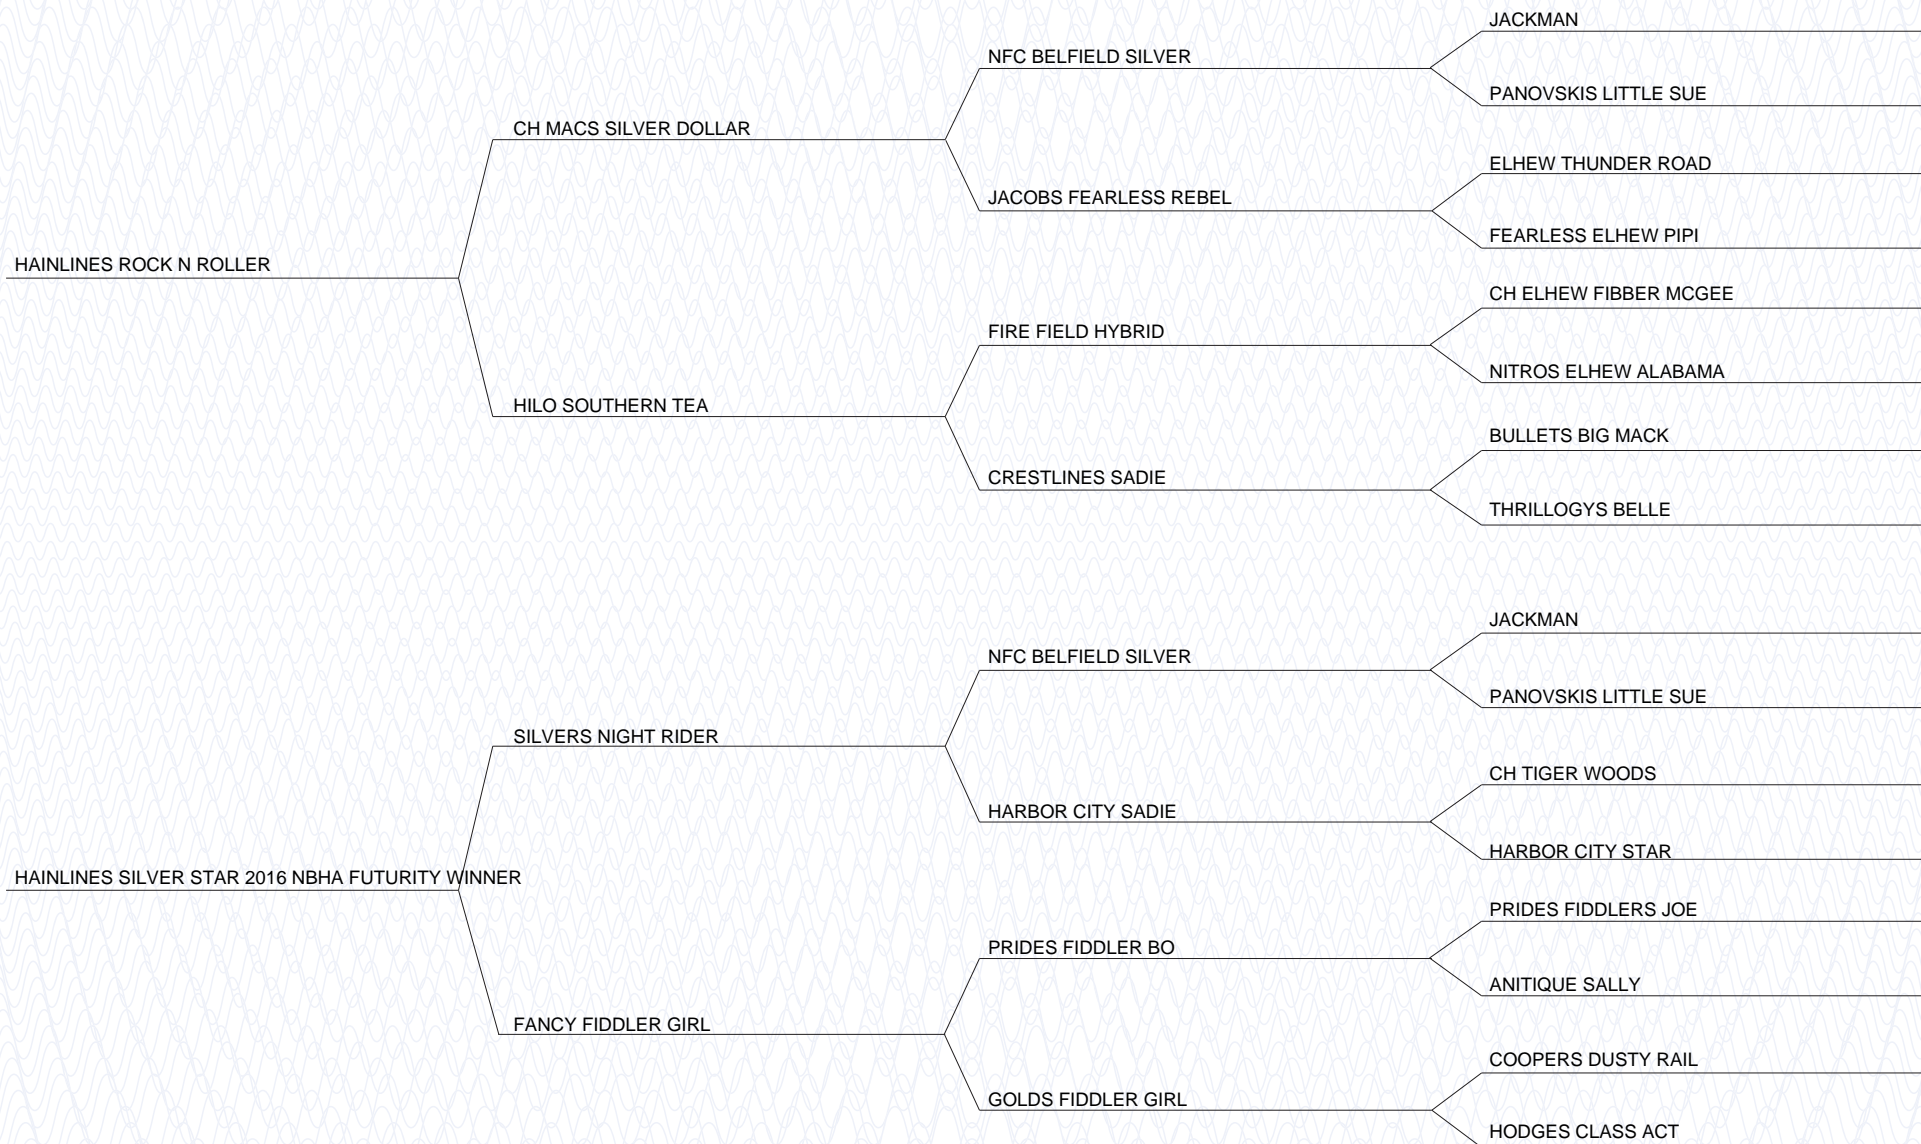 JACKMAN
NFC BELFIELD SILVER
PANOVSKIS LITTLE SUE
CH MACS SILVER DOLLAR
ELHEW THUNDER ROAD
JACOBS FEARLESS REBEL
FEARLESS ELHEW PIPI
HAINLINES ROCK N ROLLER
CH ELHEW FIBBER MCGEE
FIRE FIELD HYBRID
NITROS ELHEW ALABAMA
HILO SOUTHERN TEA
BULLETS BIG MACK
CRESTLINES SADIE
THRILLOGYS BELLE
JACKMAN
NFC BELFIELD SILVER
PANOVSKIS LITTLE SUE
SILVERS NIGHT RIDER
CH TIGER WOODS
HARBOR CITY SADIE
HARBOR CITY STAR
HAINLINES SILVER STAR 2016 NBHA FUTURITY WINNER
PRIDES FIDDLERS JOE
PRIDES FIDDLER BO
ANITIQUE SALLY
FANCY FIDDLER GIRL
COOPERS DUSTY RAIL
GOLDS FIDDLER GIRL
HODGES CLASS ACT